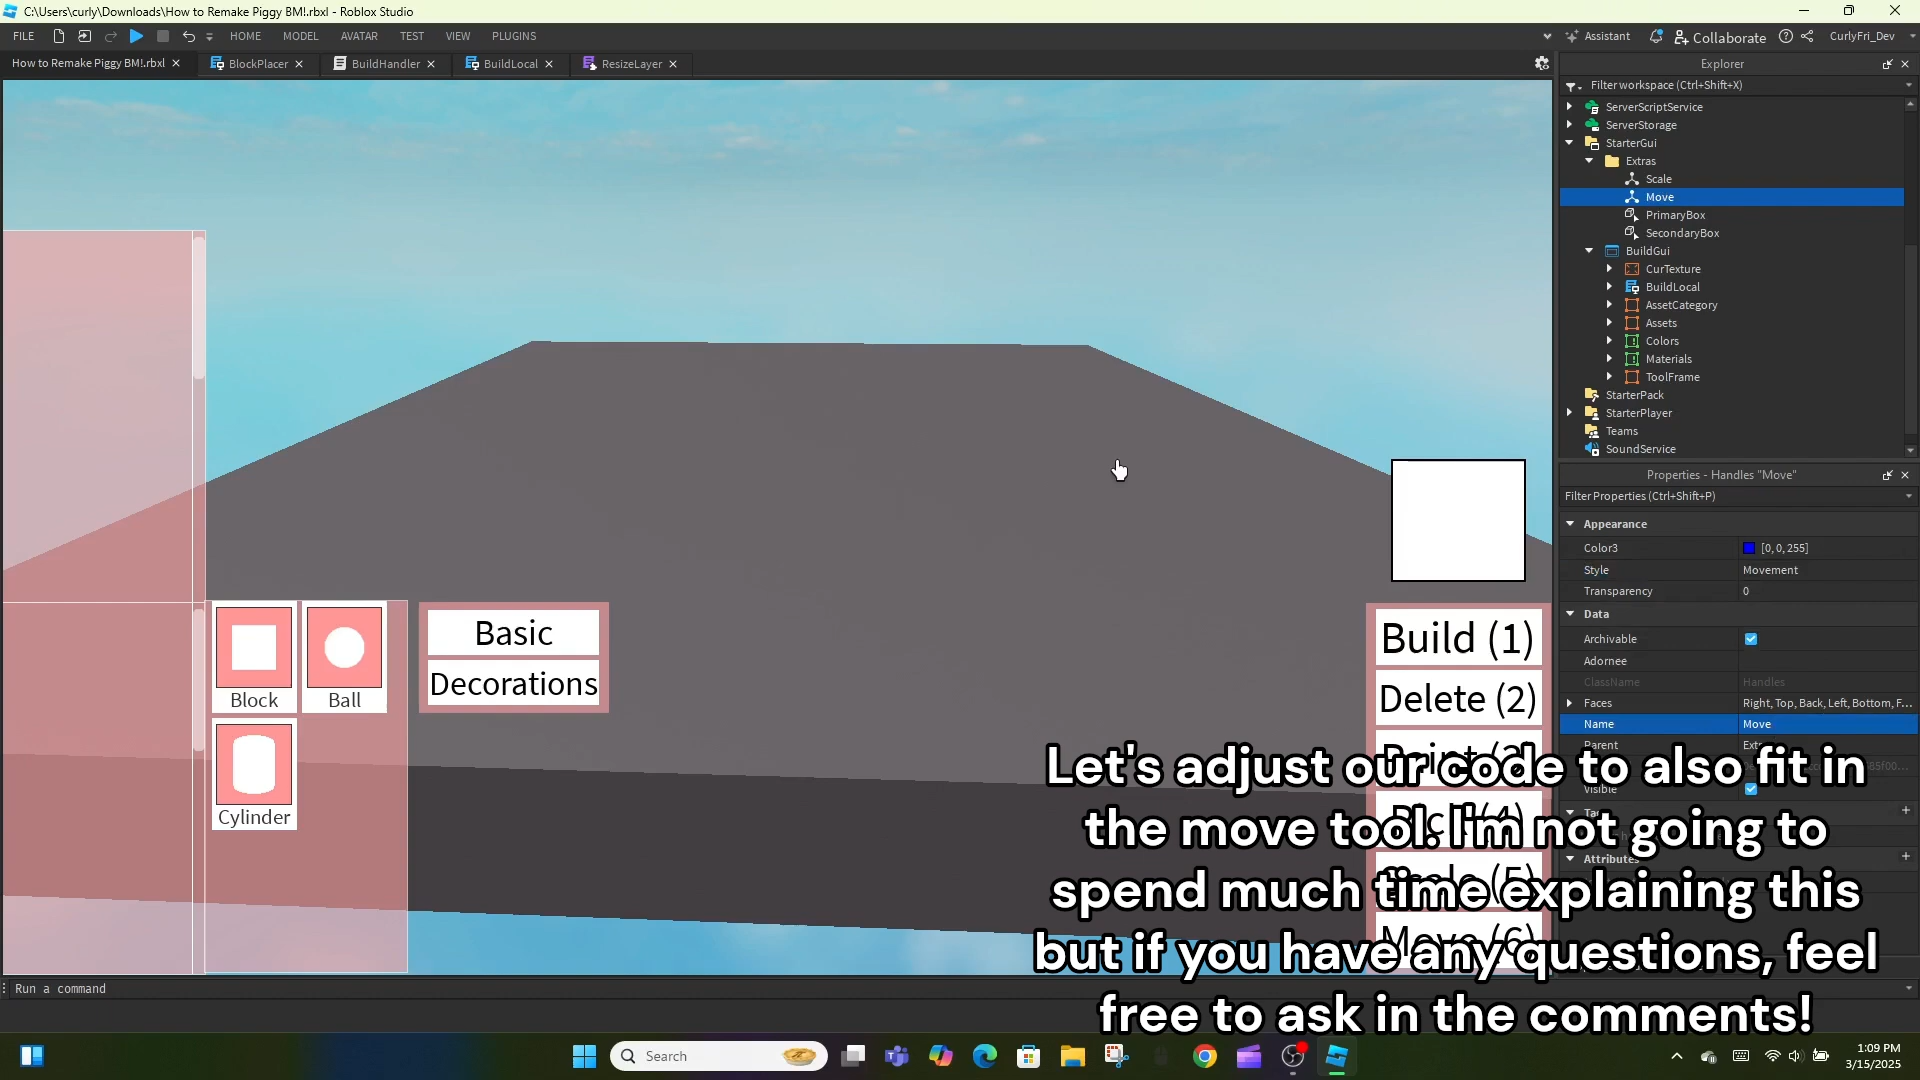 C:\Users\curly\Downloads\How to Remake Piggy BM!.rbxl - Roblox Studio
FILE HOME MODEL AVATAR TEST VIEW PLUGINS Assistant Collaborate CurlyFri_Dev
How to Remake Piggy BM!.rbxl BlockPlacer BuildHandler BuildLocal ResizeLayer
Explorer
Filter workspace (Ctrl+Shift+X)
ServerScriptService
ServerStorage
StarterGui
Extras
Scale
Move
PrimaryBox
SecondaryBox
BuildGui
CurTexture
BuildLocal
AssetCategory
Assets
Colors
Materials
ToolFrame
StarterPack
StarterPlayer
Teams
SoundService
Properties - Handles "Move"
Filter Properties (Ctrl+Shift+P)
Appearance
Color3 [0, 0, 255]
Style Movement
Transparency 0
Data
Archivable
Adornee
ClassName Handles
Faces Right, Top, Back, Left, Bottom, F...
Name Move
Parent
Visible
Attributes
Block
Ball
Cylinder
Basic
Decorations
Build (1)
Delete (2)
Move (6)
Let's adjust our code to also fit in
the move tool. I'm not going to
spend much time explaining this
but if you have any questions, feel
free to ask in the comments!
Run a command
Search
1:09 PM
3/15/2025